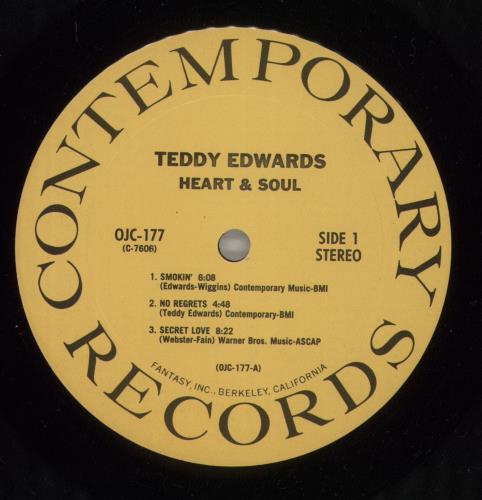 CONTEMPORARY RECORDS
TEDDY EDWARDS
HEART & SOUL
OJC-177
(C-7606)
SIDE 1
STEREO
1. SMOKIN' 6:08
(Edwards-Wiggins) Contemporary Music-BMI
2. NO REGRETS 4:48
(Teddy Edwards) Contemporary-BMI
3. SECRET LOVE 8:22
(Webster-Fain) Warner Bros. Music-ASCAP
(OJC-177-A)
FANTASY, INC., BERKELEY, CALIFORNIA